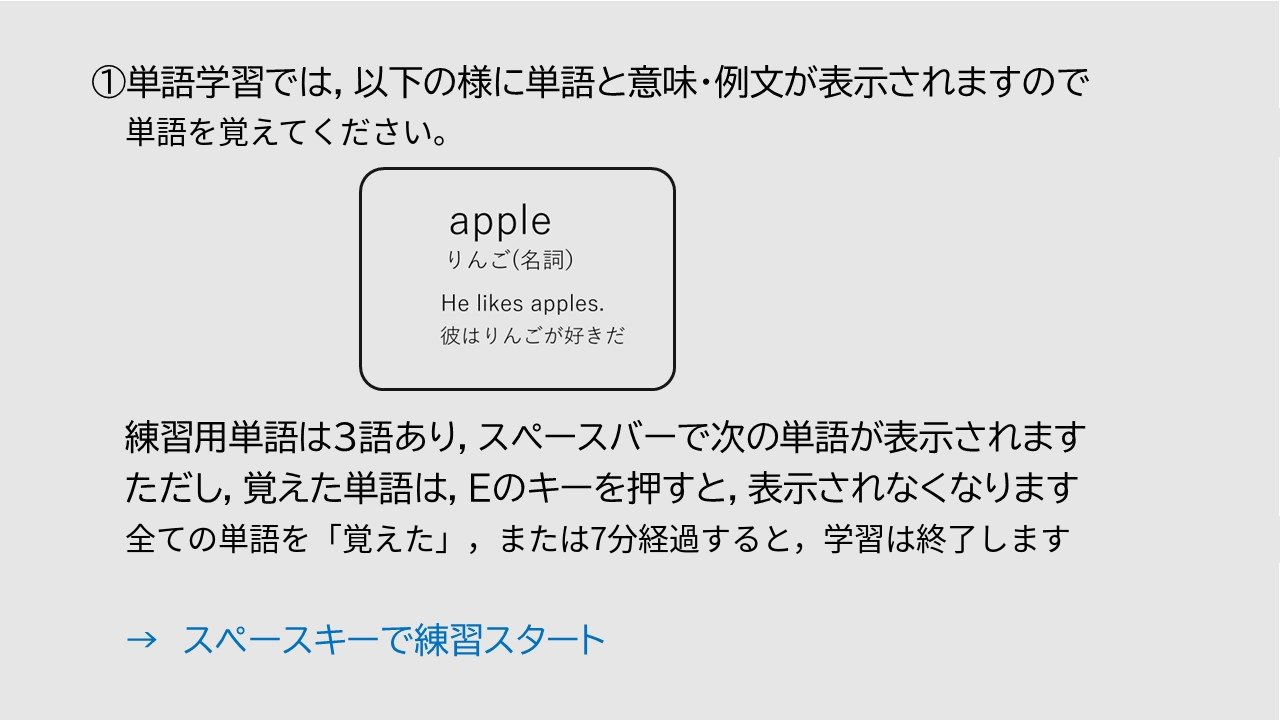 ①単語学習では，以下の様に単語と意味・例文が表示されますので
単語を覚えてください。
apple
りんご(名詞)
He likes apples.
彼はりんごが好きだ
練習用単語は３語あり，スペースバーで次の単語が表示されます
ただし，覚えた単語は，Eのキーを押すと，表示されなくなります
全ての単語を「覚えた」，または7分経過すると，学習は終了します
→ スペースキーで練習スタート